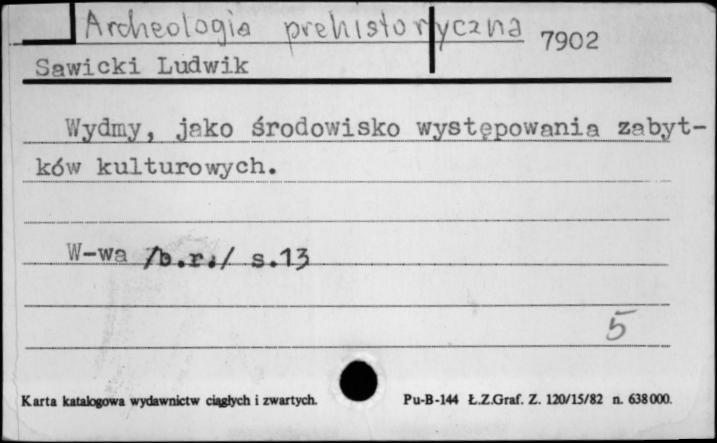 Archeologia prehistoryczna 7902
Sawicki Ludwik
Wydmy, jako środowisko występowania zabyt-
ków kulturowych.
W-wa /b.r./ s.13
5
Karta katalogowa wydawnictw ciągłych i zwartych. Pu-B-144 Ł.Z.Graf. Z. 120/15/82 n. 638000.